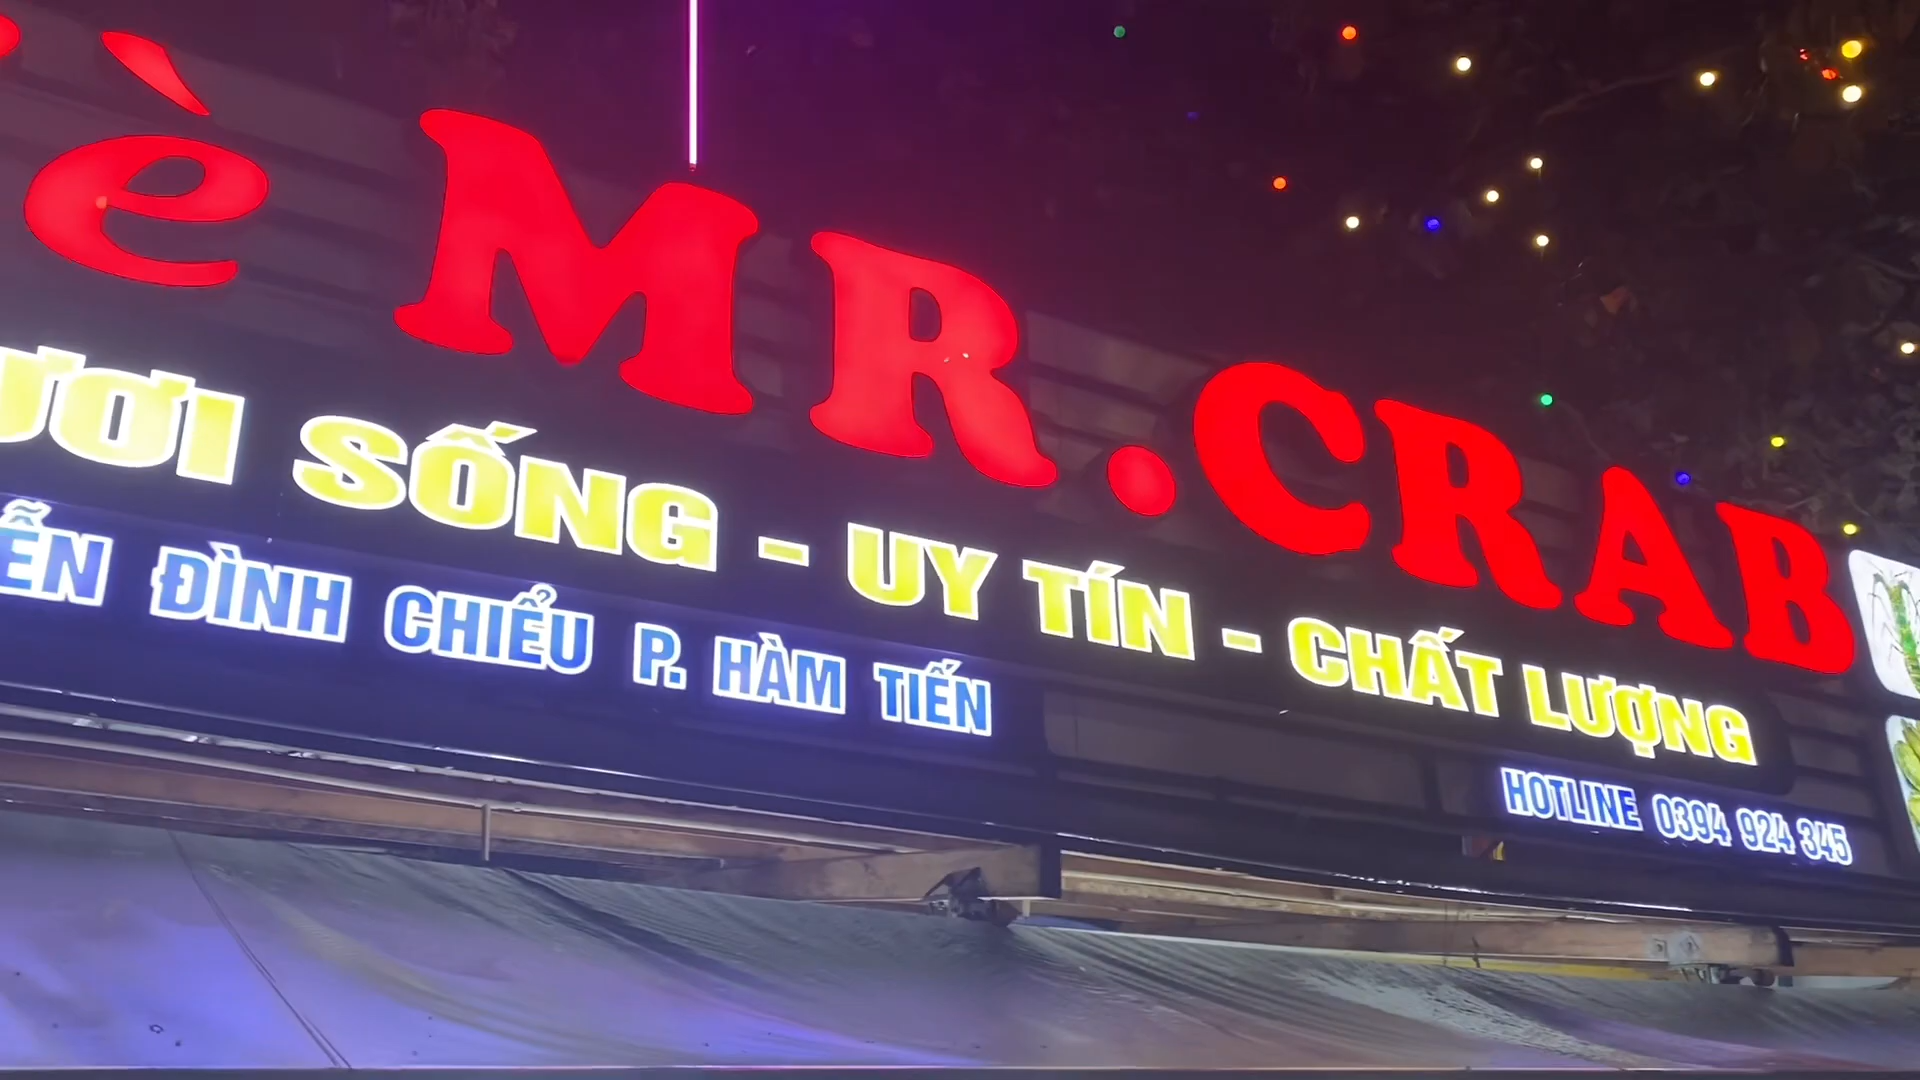 è MR.CRAB
ƯƠI SỐNG - UY TÍN - CHẤT LƯỢNG
ỄN ĐÌNH CHIỂU P. HÀM TIẾN
HOTLINE 0394 924 345